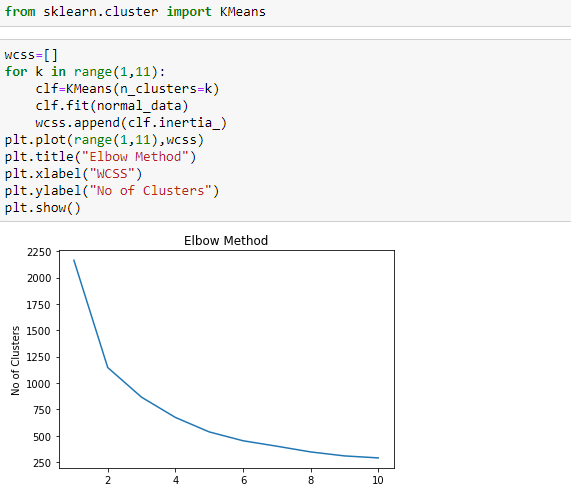 from sklearn.cluster import KMeans
wcss=[]
for k in range(1,11):
    clf=KMeans(n_clusters=k)
    clf.fit(normal_data)
    wcss.append(clf.inertia_)
plt.plot(range(1,11),wcss)
plt.title("Elbow Method")
plt.xlabel("WCSS")
plt.ylabel("No of Clusters")
plt.show()
Elbow Method
2250
2000
1750
1500
1250
1000
750
500
250
No of Clusters
2 4 6 8 10